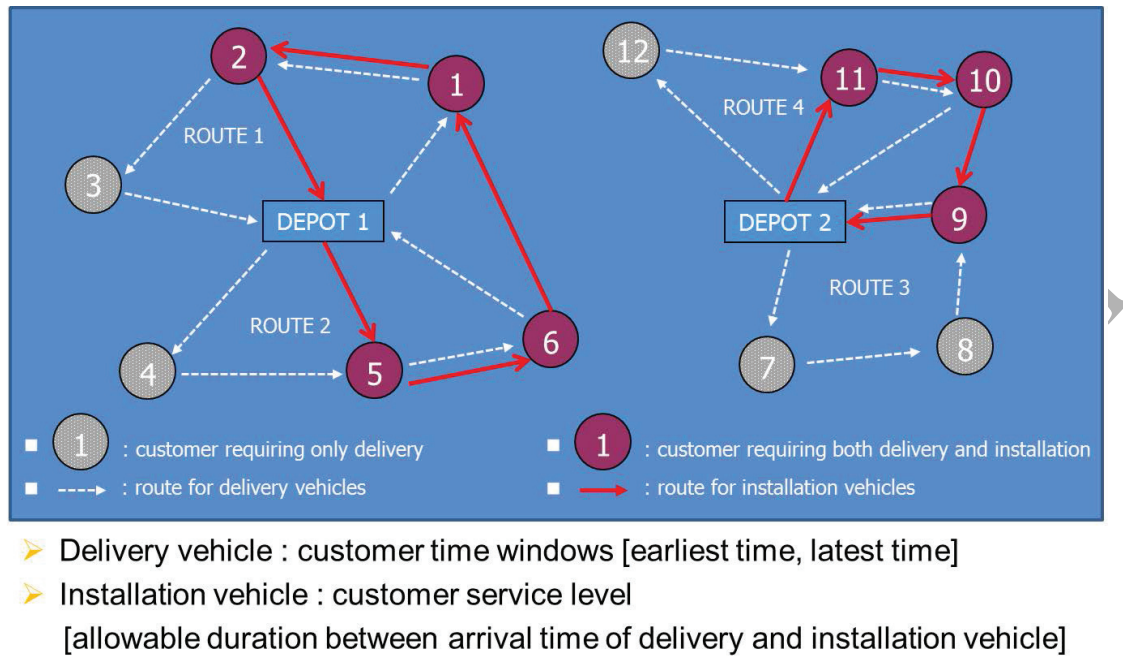 2
1
12
11
10
ROUTE 1
ROUTE 4
3
DEPOT 1
DEPOT 2
9
ROUTE 2
ROUTE 3
4
5
6
7
8
1 : customer requiring only delivery
1 : customer requiring both delivery and installation
: route for delivery vehicles
: route for installation vehicles
Delivery vehicle : customer time windows [earliest time, latest time]
Installation vehicle : customer service level
[allowable duration between arrival time of delivery and installation vehicle]